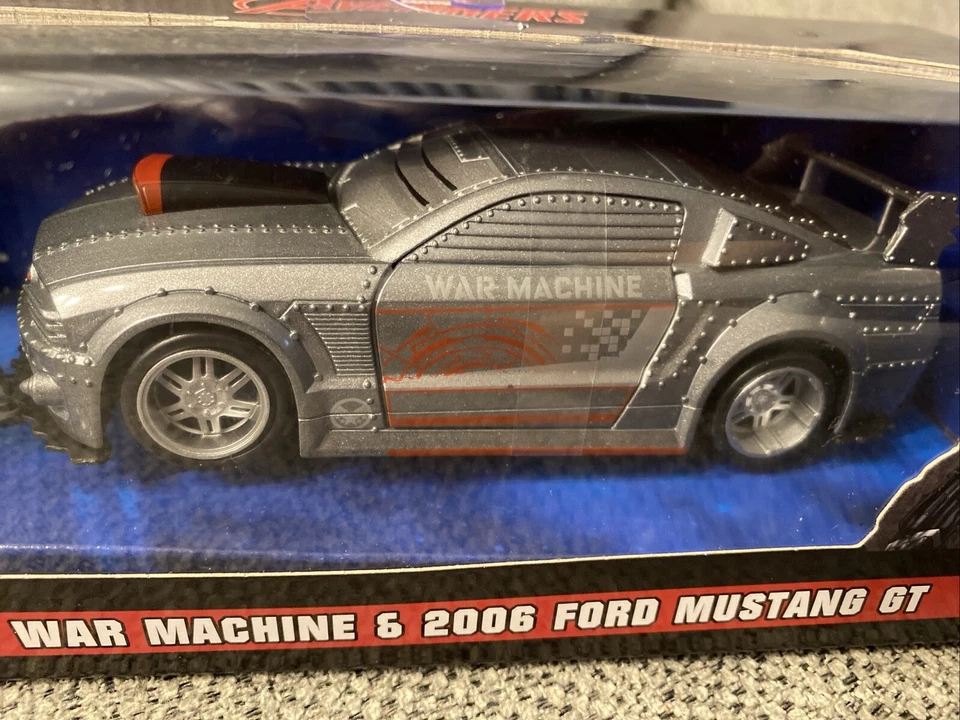 WAR MACHINE
WAR MACHINE & 2006 FORD MUSTANG GT